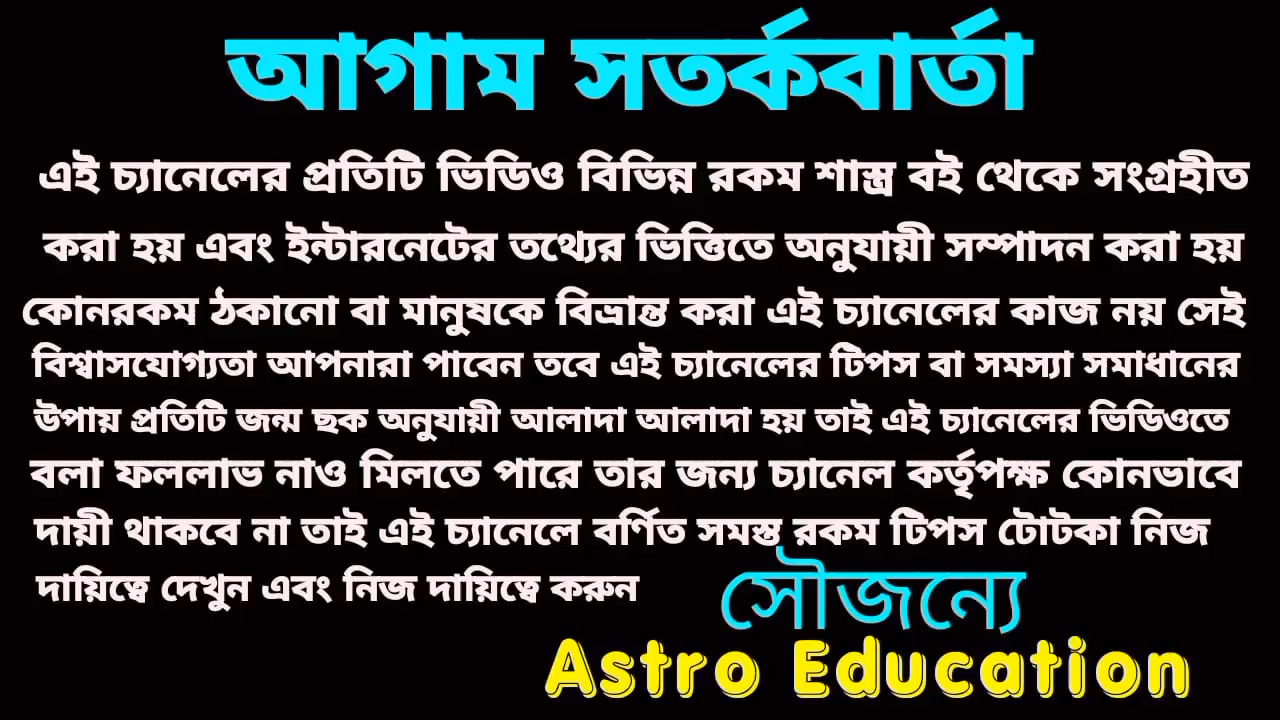 আগাম সতর্কবার্তা
এই চ্যানেলের প্রতিটি ভিডিও বিভিন্ন রকম শাস্ত্র বই থেকে সংগ্রহীত
করা হয় এবং ইন্টারনেটের তথ্যের ভিত্তিতে অনুযায়ী সম্পাদন করা হয়
কোনরকম ঠকানো বা মানুষকে বিভ্রান্ত করা এই চ্যানেলের কাজ নয় সেই
বিশ্বাসযোগ্যতা আপনারা পাবেন তবে এই চ্যানেলের টিপস বা সমস্যা সমাধানের
উপায় প্রতিটি জন্ম ছক অনুযায়ী আলাদা আলাদা হয় তাই এই চ্যানেলের ভিডিওতে
বলা ফললাভ নাও মিলতে পারে তার জন্য চ্যানেল কর্তৃপক্ষ কোনভাবে
দায়ী থাকবে না তাই এই চ্যানেলে বর্ণিত সমস্ত রকম টিপস টোটকা নিজ
দায়িত্বে দেখুন এবং নিজ দায়িত্বে করুন
সৌজন্যে
Astro Education